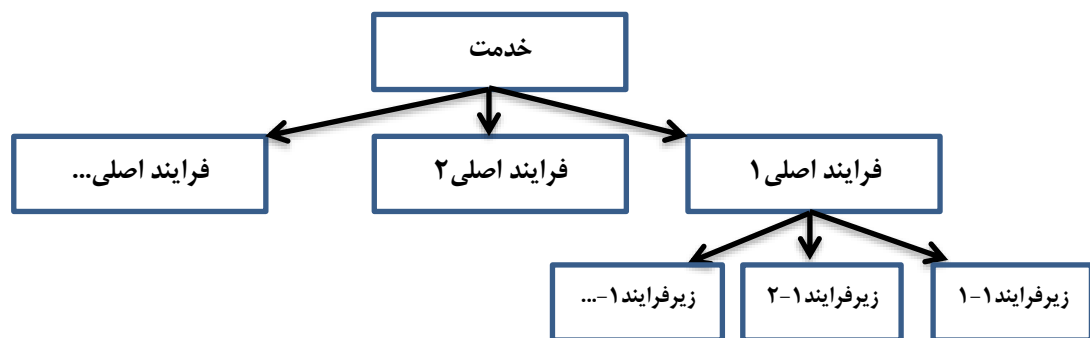 خدمت
فرایند اصلی۱
فرایند اصلی۲
فرایند اصلی...
زیرفرایند۱-۱
زیرفرایند۱-۲
زیرفرایند۱-...